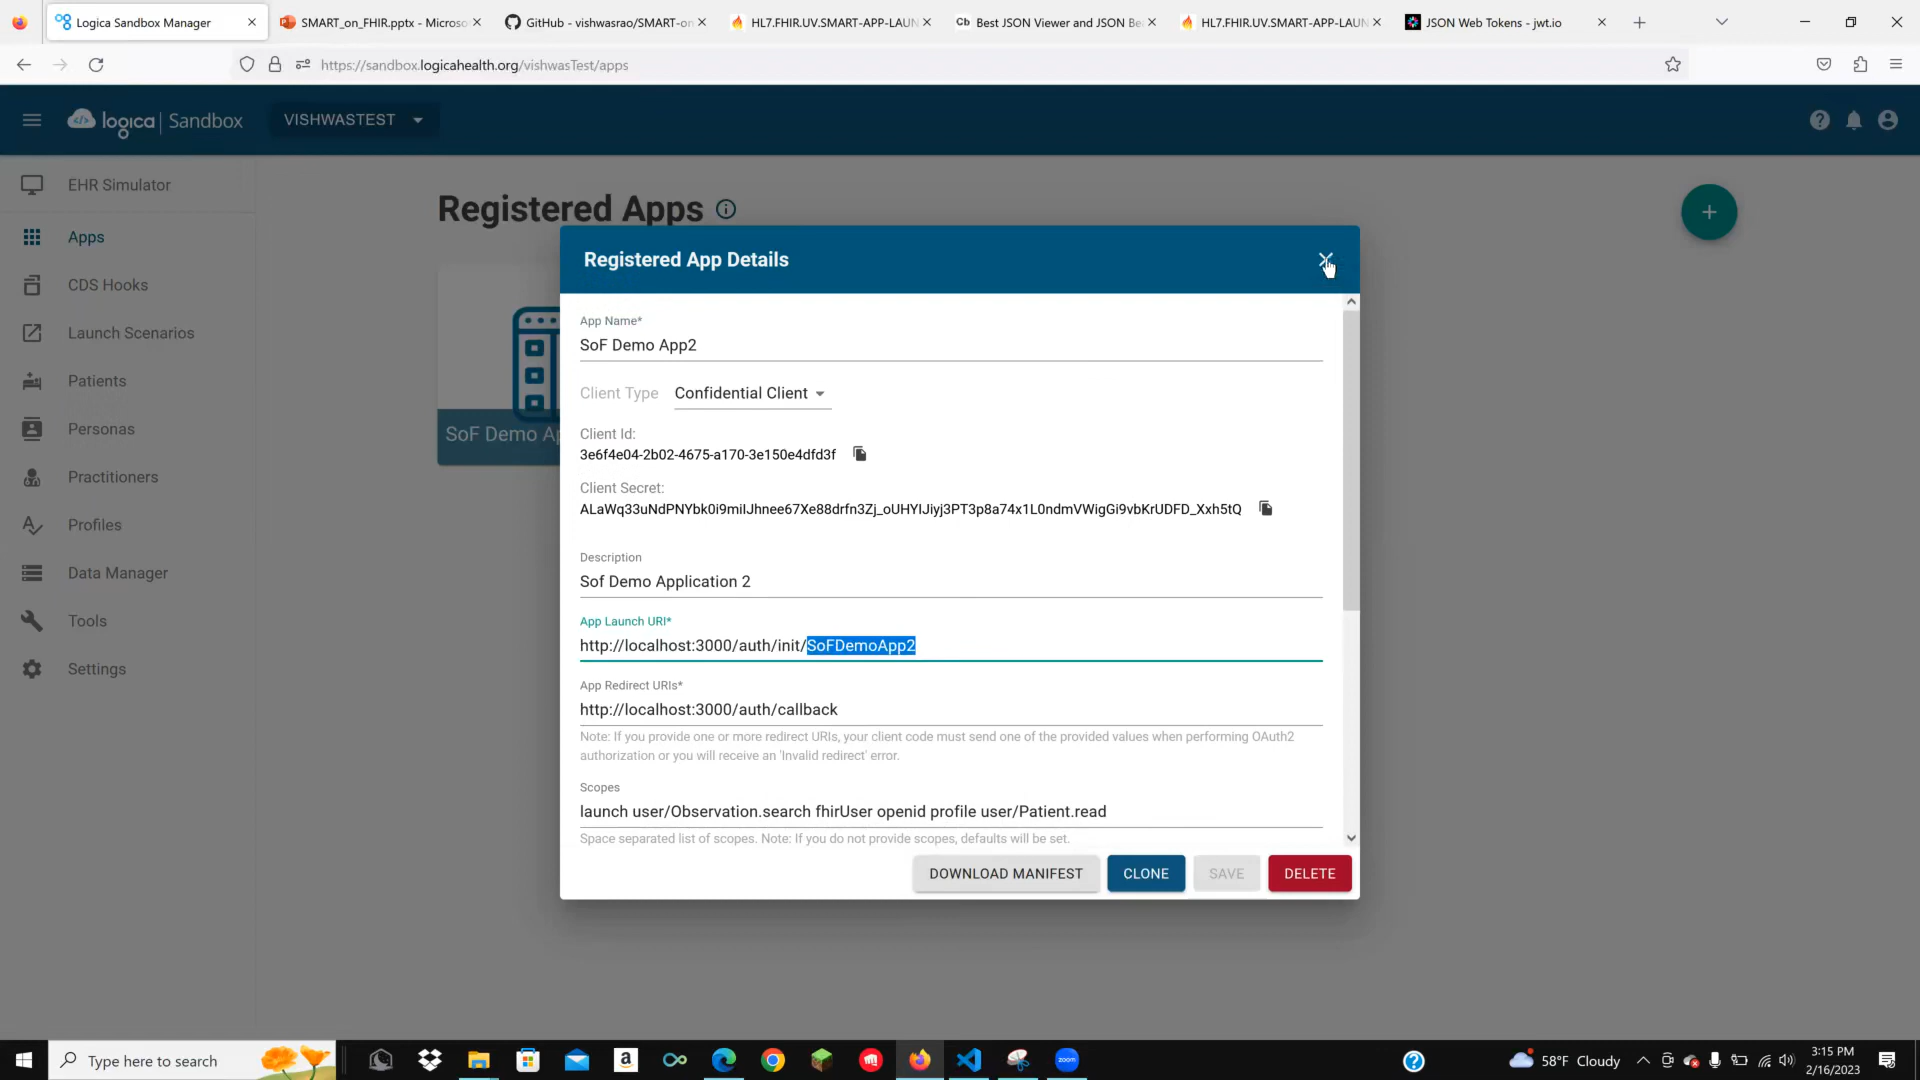 Logica Sandbox Manager
SMART_on_FHIR.pptx - Microso
GitHub - vishwasrao/SMART-on
HL7.FHIR.UV.SMART-APP-LAUN
Cb Best JSON Viewer and JSON Be
HL7.FHIR.UV.SMART-APP-LAUN
JSON Web Tokens - jwt.io
https://sandbox.logicahealth.org/vishwasTest/apps
logica | Sandbox
VISHWASTEST
EHR Simulator
Apps
CDS Hooks
Launch Scenarios
Patients
Personas
Practitioners
Profiles
Data Manager
Tools
Settings
Registered Apps
SoF Demo Ap
Registered App Details
App Name*
SoF Demo App2
Client Type Confidential Client
Client Id:
3e6f4e04-2b02-4675-a170-3e150e4dfd3f
Client Secret:
ALaWq33uNdPNYbk0i9milJhnee67Xe88drfn3Zj_oUHYIJiyj3PT3p8a74x1L0ndmVWigGi9vbKrUDFD_Xxh5tQ
Description
Sof Demo Application 2
App Launch URI*
http://localhost:3000/auth/init/SoFDemoApp2
App Redirect URIs*
http://localhost:3000/auth/callback
Note: If you provide one or more redirect URIs, your client code must send one of the provided values when performing OAuth2
authorization or you will receive an 'Invalid redirect' error.
Scopes
launch user/Observation.search fhirUser openid profile user/Patient.read
Space separated list of scopes. Note: If you do not provide scopes, defaults will be set.
DOWNLOAD MANIFEST
CLONE
SAVE
DELETE
Type here to search
zoom
58°F Cloudy
3:15 PM
2/16/2023